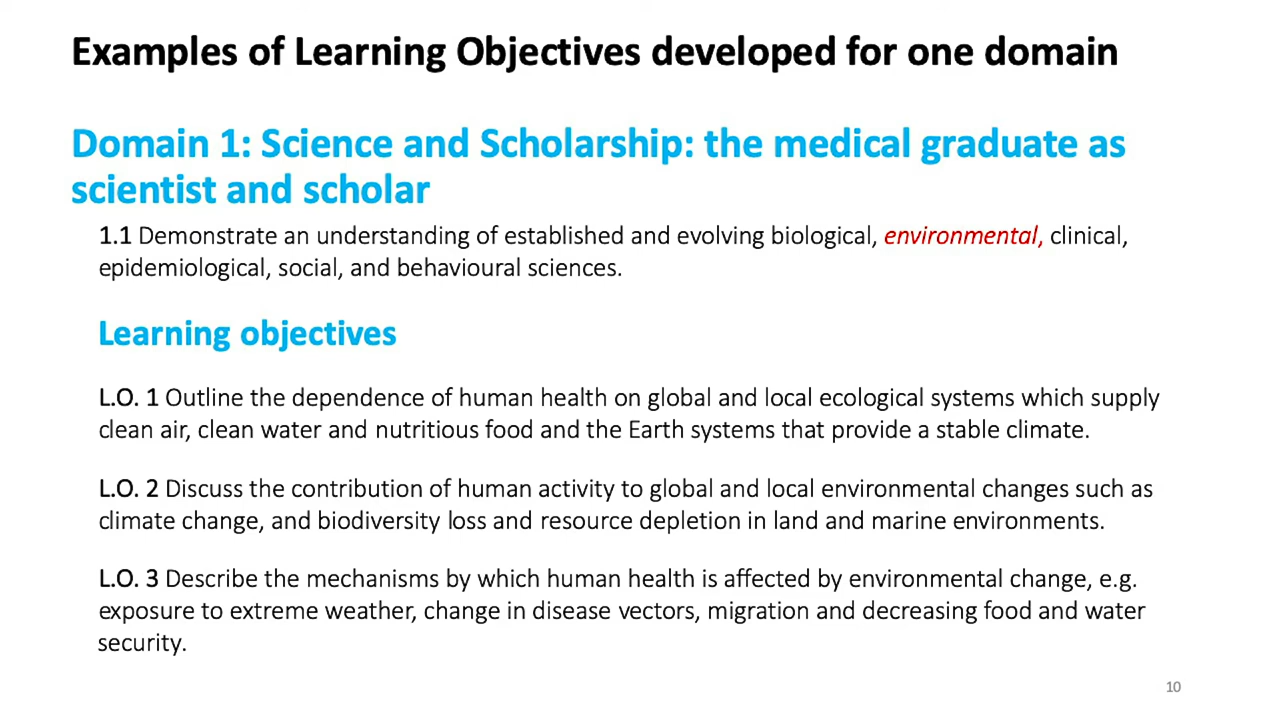 Examples of Learning Objectives developed for one domain
Domain 1: Science and Scholarship: the medical graduate as
scientist and scholar
1.1 Demonstrate an understanding of established and evolving biological, environmental, clinical,
epidemiological, social, and behavioural sciences.
Learning objectives
L.O. 1 Outline the dependence of human health on global and local ecological systems which supply
clean air, clean water and nutritious food and the Earth systems that provide a stable climate.
L.O. 2 Discuss the contribution of human activity to global and local environmental changes such as
climate change, and biodiversity loss and resource depletion in land and marine environments.
L.O. 3 Describe the mechanisms by which human health is affected by environmental change, e.g.
exposure to extreme weather, change in disease vectors, migration and decreasing food and water
security.
10